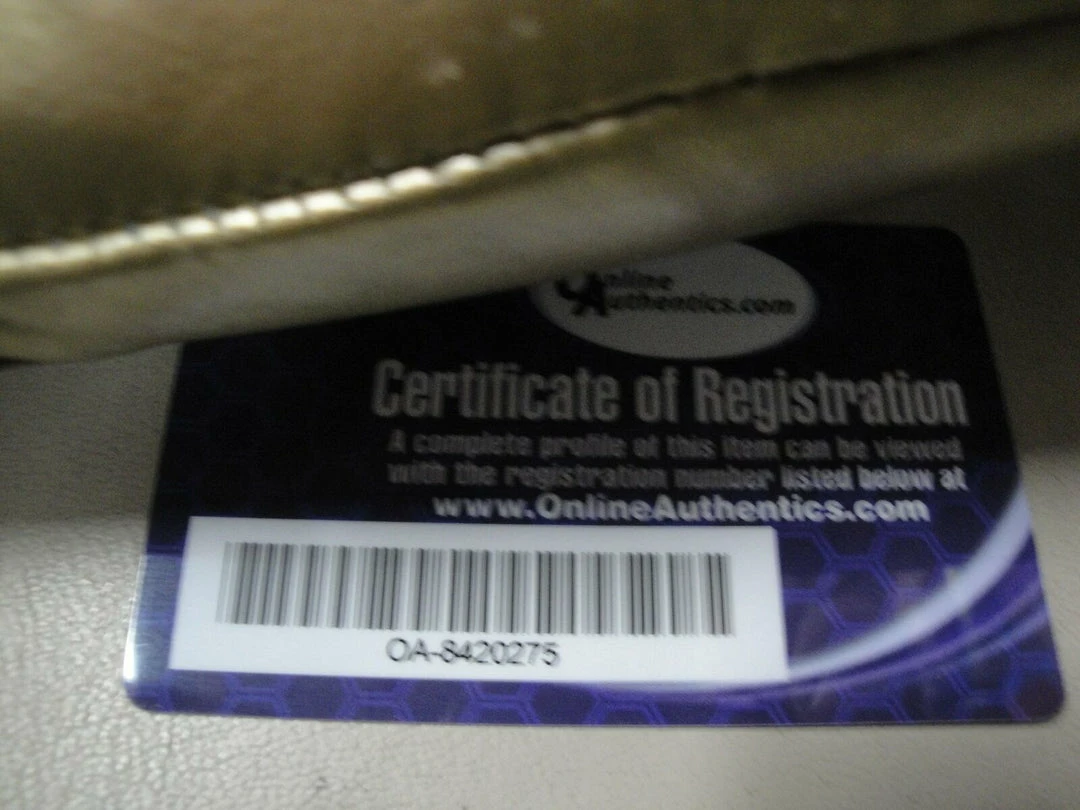 Online
Authentics.com
Certificate of Registration
A complete profile of this item can be viewed
with the registration number listed below at
www.OnlineAuthentics.com
OA-8420275